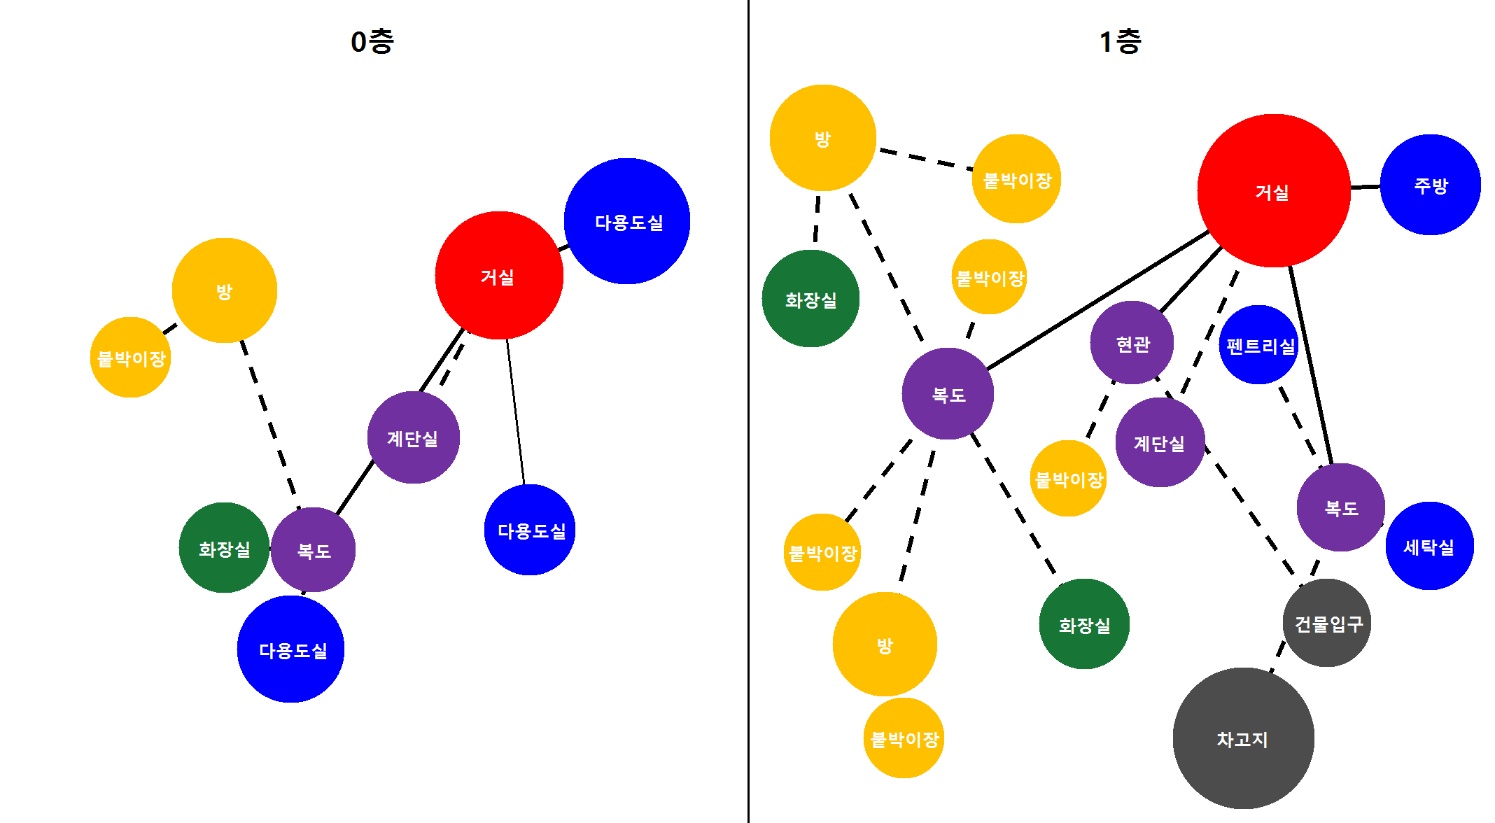 0층
다용도실
거실
방
붙박이장
계단실
다용도실
화장실
복도
다용도실
1층
방
붙박이장
거실
주방
화장실
붙박이장
현관
펜트리실
복도
계단실
붙박이장
복도
세탁실
붙박이장
화장실
건물입구
방
붙박이장
차고지